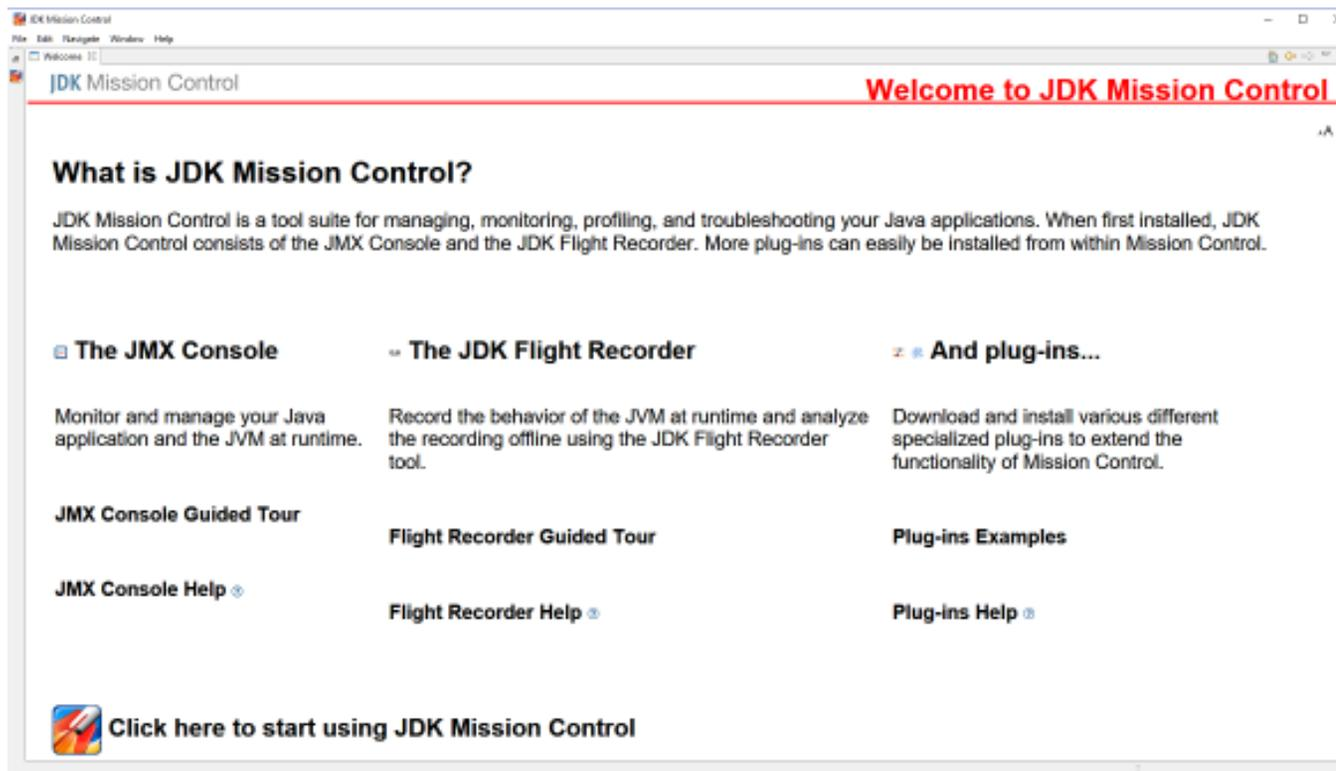 JDK Mission Control
File Edit Navigate Window Help
Welcome
JDK Mission Control
Welcome to JDK Mission Control
What is JDK Mission Control?
JDK Mission Control is a tool suite for managing, monitoring, profiling, and troubleshooting your Java applications. When first installed, JDK
Mission Control consists of the JMX Console and the JDK Flight Recorder. More plug-ins can easily be installed from within Mission Control.
The JMX Console
Monitor and manage your Java
application and the JVM at runtime.
JMX Console Guided Tour
JMX Console Help
The JDK Flight Recorder
Record the behavior of the JVM at runtime and analyze
the recording offline using the JDK Flight Recorder
tool.
Flight Recorder Guided Tour
Flight Recorder Help
And plug-ins...
Download and install various different
specialized plug-ins to extend the
functionality of Mission Control.
Plug-ins Examples
Plug-ins Help
Click here to start using JDK Mission Control